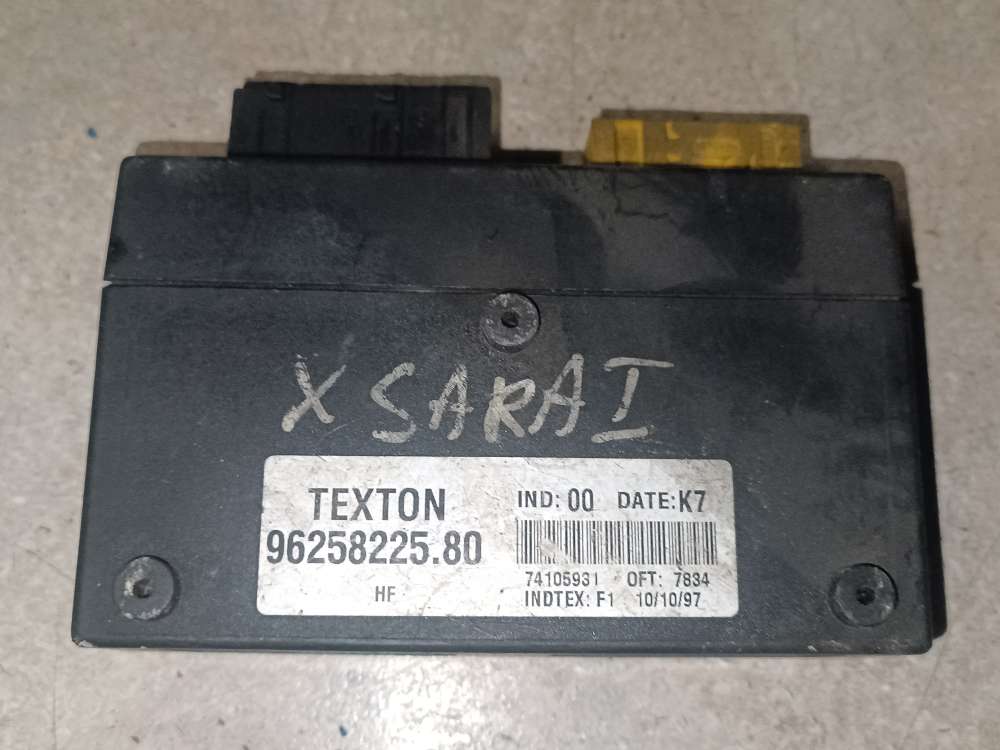 X SARA I
TEXTON
96258225.80
HF
IND: 00 DATE:K7
74105931 OFT: 7834
INDTEX: F1 10/10/97